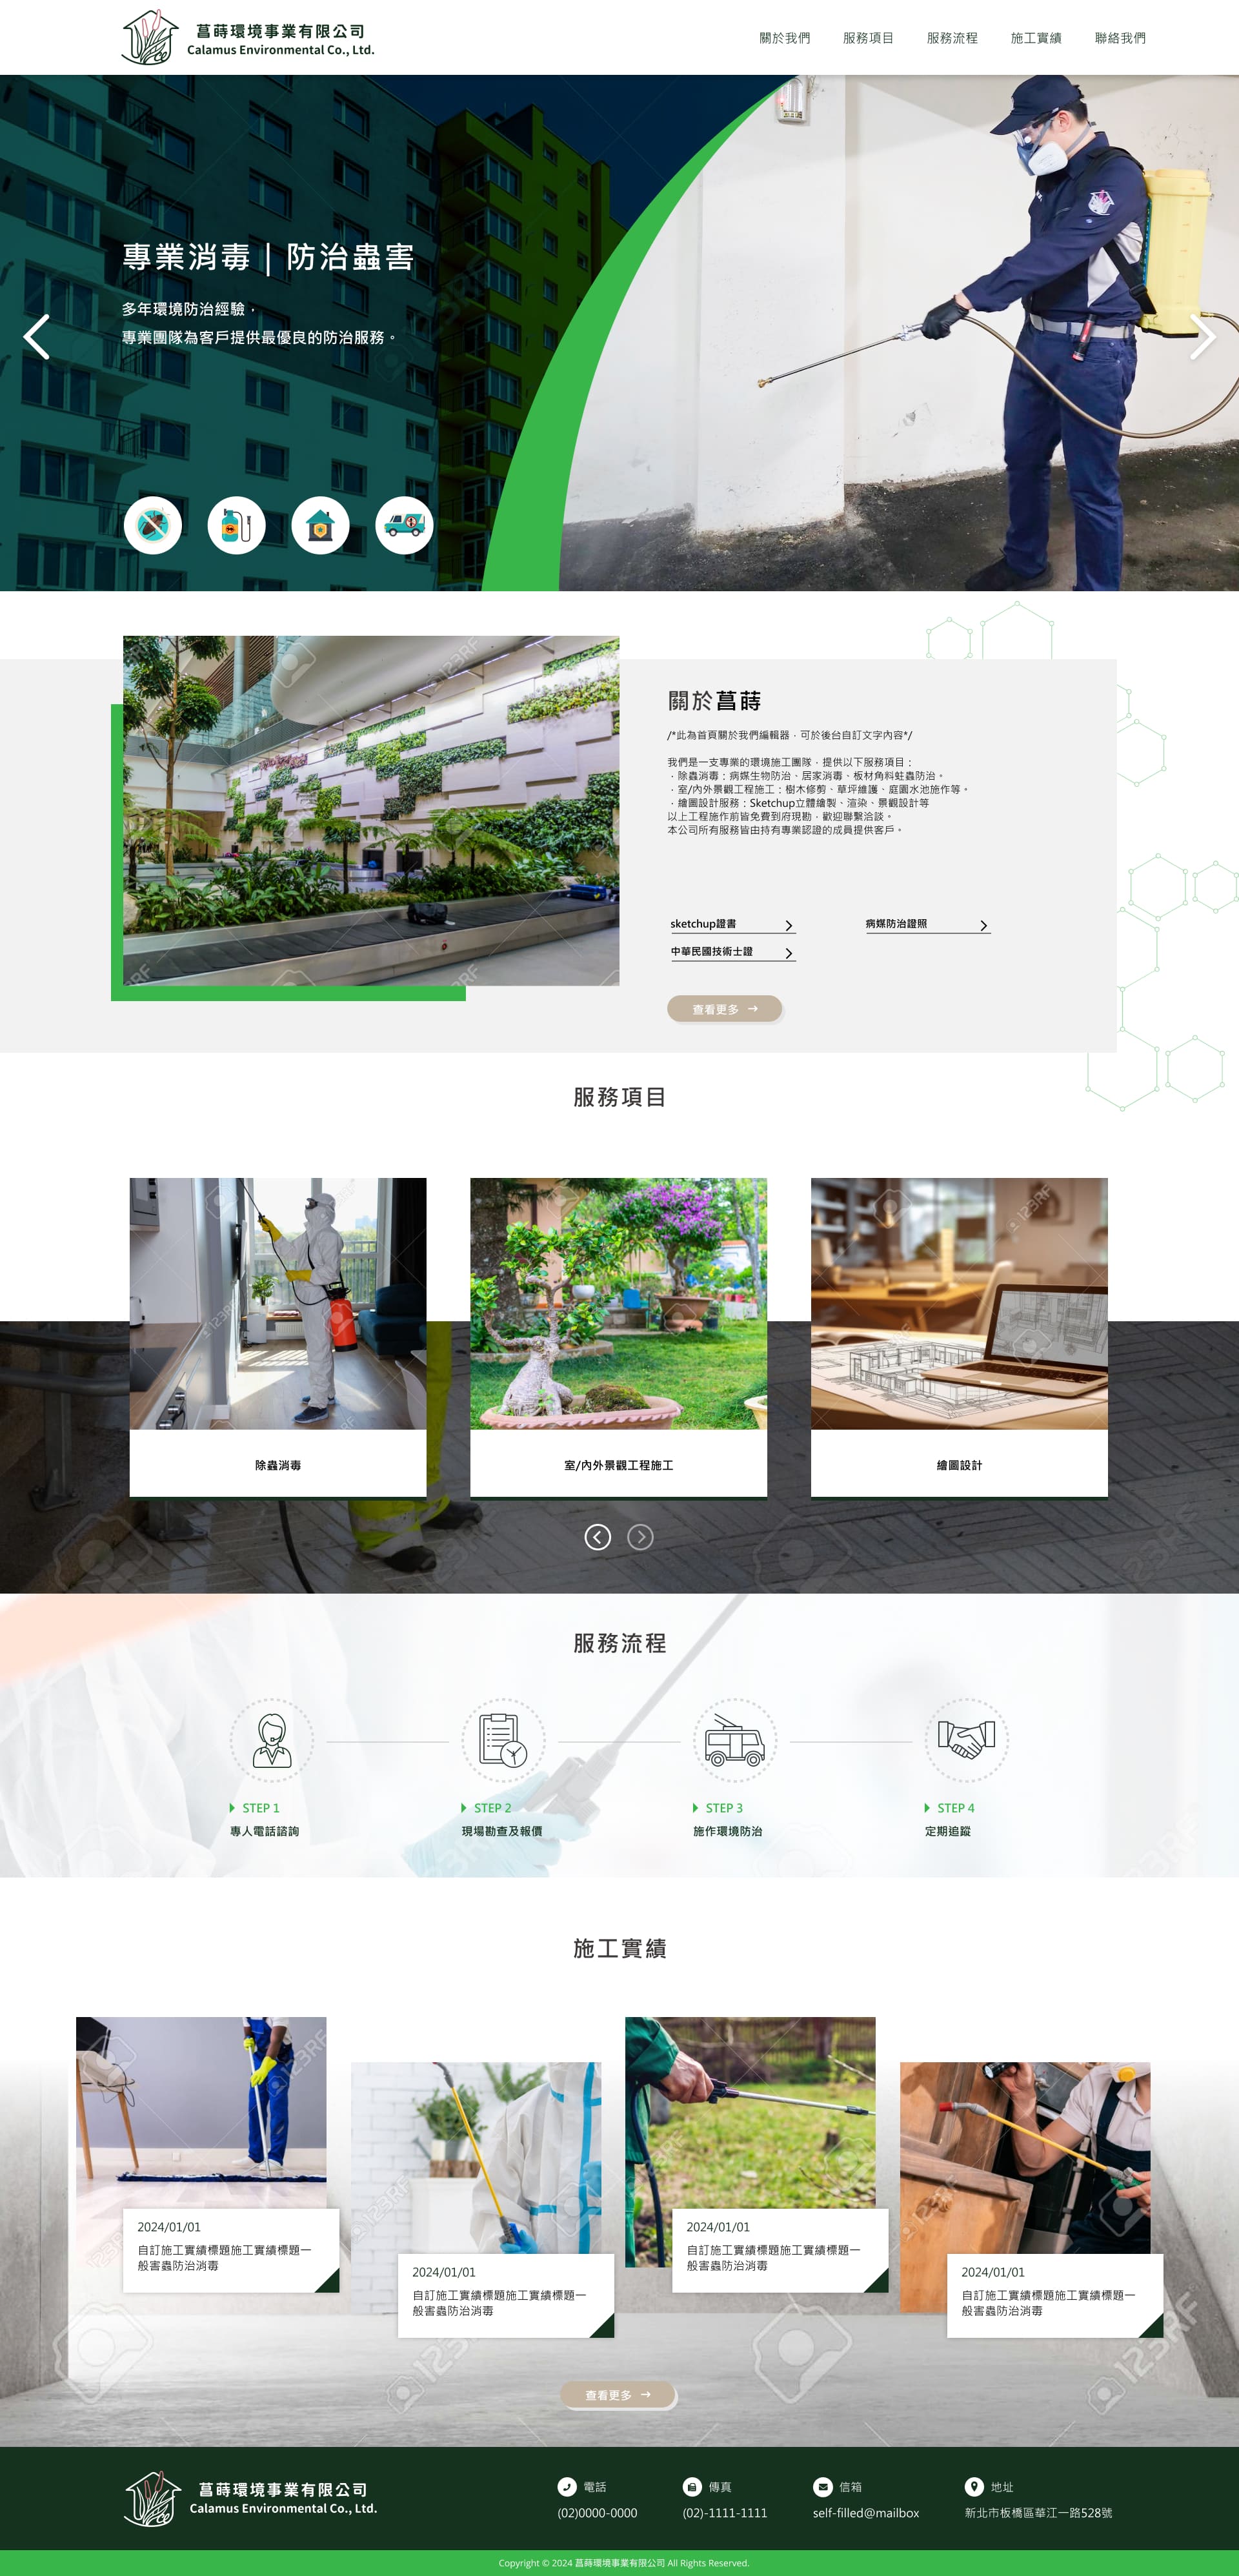 菖蒔環境事業有限公司
Calamus Environmental Co., Ltd.
關於我們
服務項目
服務流程
施工實績
聯絡我們
專業消毒｜防治蟲害
多年環境防治經驗，
專業團隊為客戶提供最優良的防治服務。
關於菖蒔
/*此為首頁關於我們編輯器，可於後台自訂文字內容*/
我們是一支專業的環境施工團隊，提供以下服務項目：
．除蟲消毒：病媒生物防治、居家消毒、板材角料蛀蟲防治。
．室/內外景觀工程施工：樹木修剪、草坪維護、庭園水池施作等。
．繪圖設計服務：Sketchup立體繪製、渲染、景觀設計等
以上工程施作前皆免費到府現勘，歡迎聯繫洽談。
本公司所有服務皆由持有專業認證的成員提供客戶。
sketchup證書
病媒防治證照
中華民國技術士證
查看更多
服務項目
除蟲消毒
室/內外景觀工程施工
繪圖設計
服務流程
STEP 1
專人電話諮詢
STEP 2
現場勘查及報價
STEP 3
施作環境防治
STEP 4
定期追蹤
施工實績
2024/01/01
自訂施工實績標題施工實績標題一
般害蟲防治消毒
2024/01/01
自訂施工實績標題施工實績標題一
般害蟲防治消毒
2024/01/01
自訂施工實績標題施工實績標題一
般害蟲防治消毒
2024/01/01
自訂施工實績標題施工實績標題一
般害蟲防治消毒
查看更多
菖蒔環境事業有限公司
Calamus Environmental Co., Ltd.
電話
(02)0000-0000
傳真
(02)-1111-1111
信箱
self-filled@mailbox
地址
新北市板橋區華江一路528號
Copyright © 2024 菖蒔環境事業有限公司 All Rights Reserved.
123RF